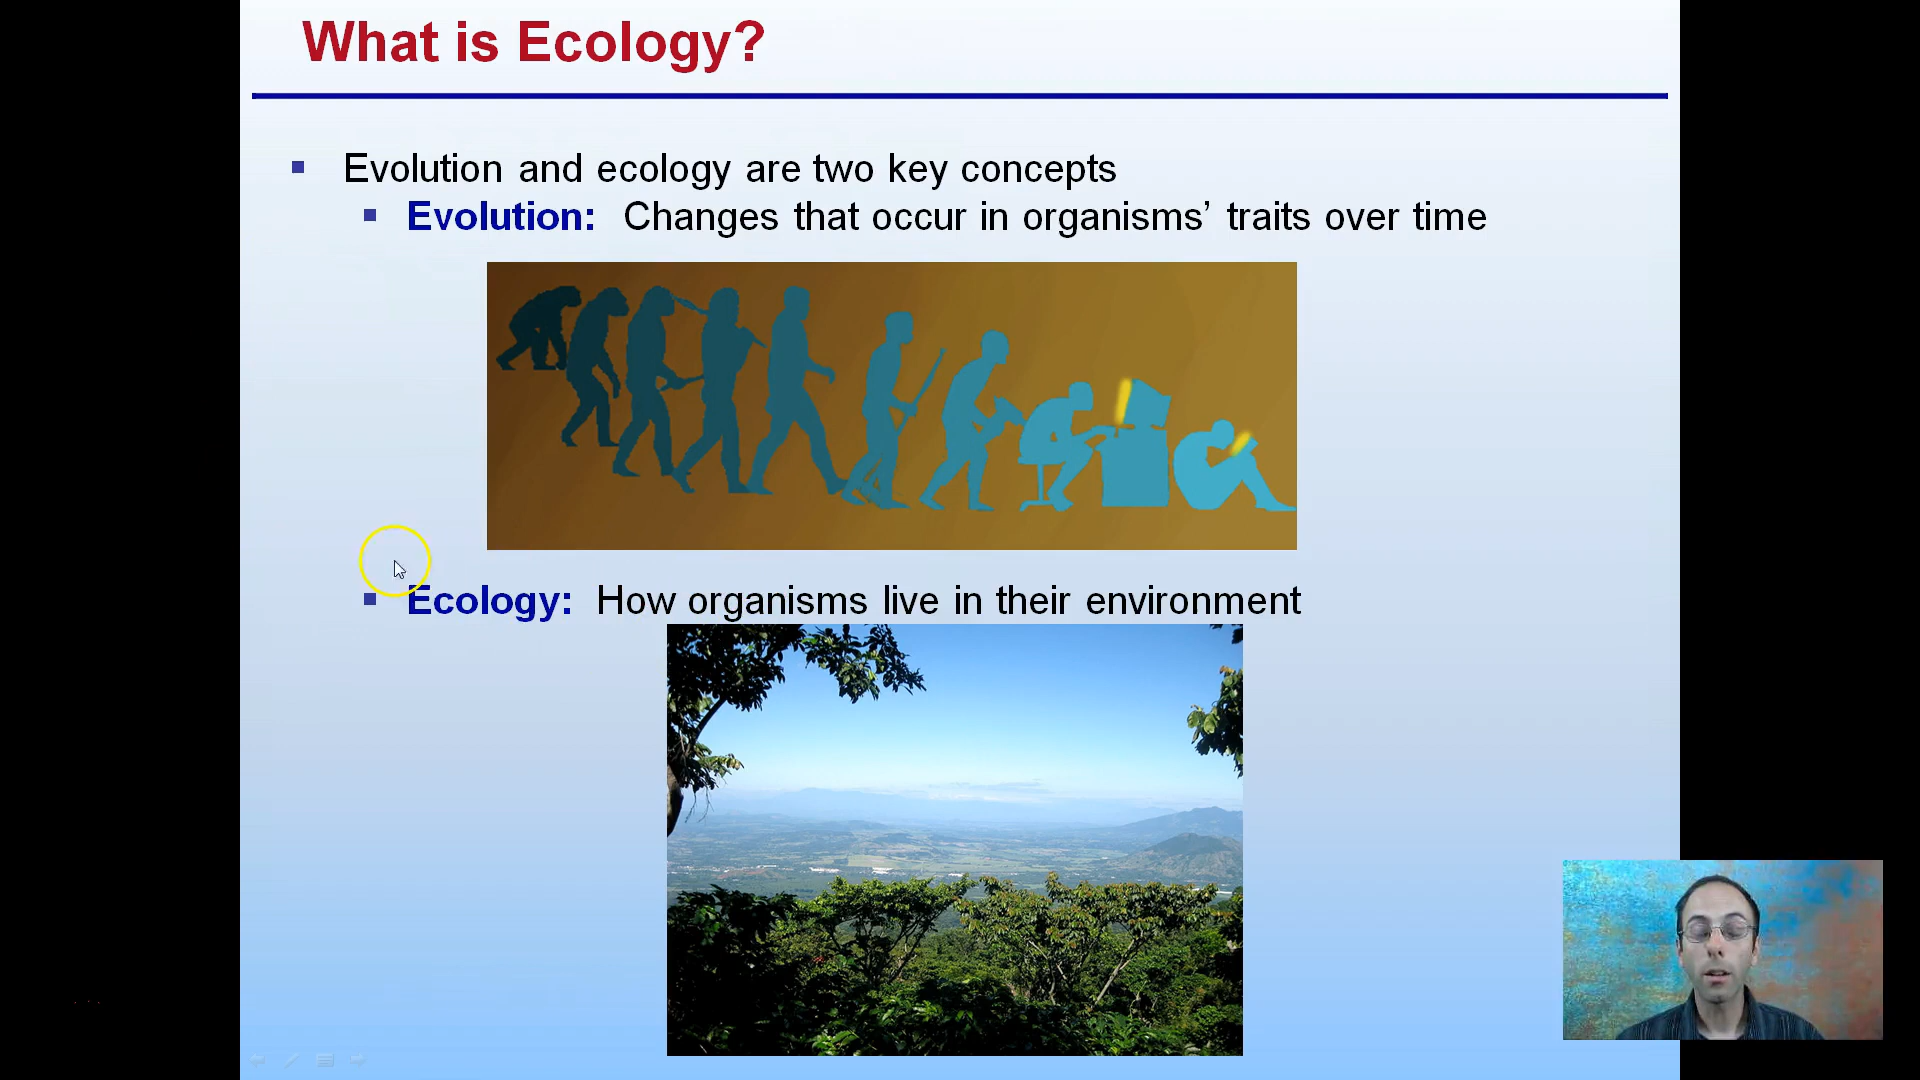 What is Ecology?
Evolution and ecology are two key concepts
Evolution: Changes that occur in organisms’ traits over time
Ecology: How organisms live in their environment